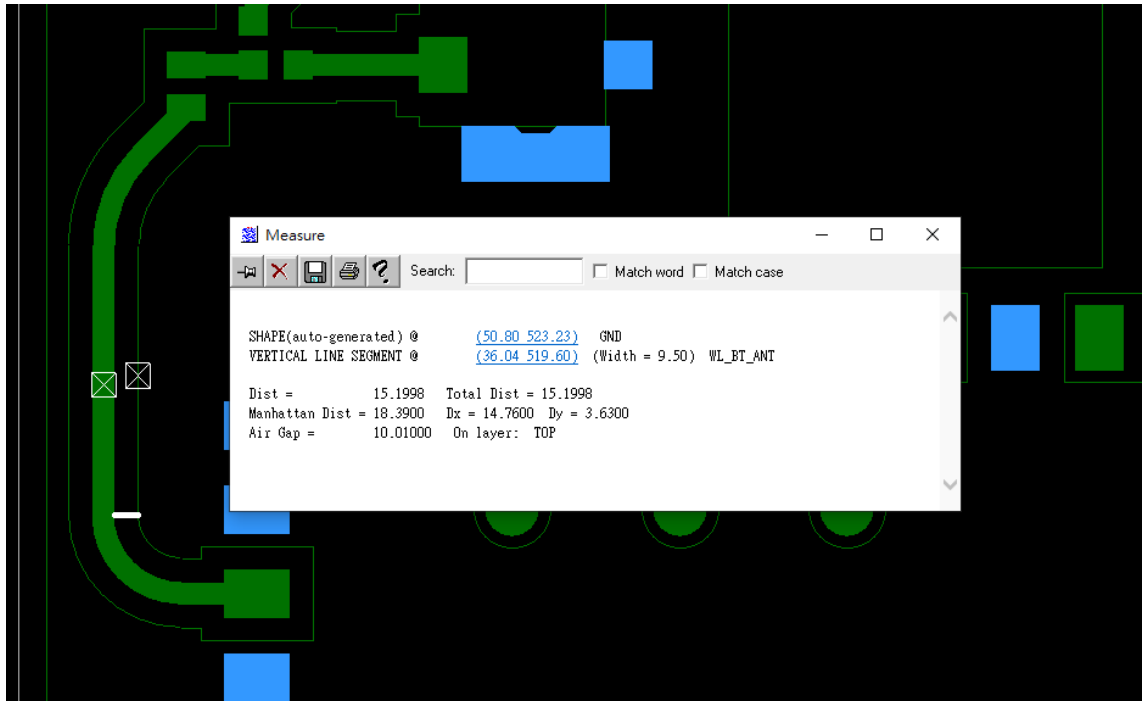 Measure
Search: Match word Match case
SHAPE(auto-generated) @ (50.80 523.23) GND
VERTICAL LINE SEGMENT @ (36.04 519.60) (Width = 9.50) WL_BT_ANT
Dist = 15.1998 Total Dist = 15.1998
Manhattan Dist = 18.3900 Dx = 14.7600 Dy = 3.6300
Air Gap = 10.01000 On layer: TOP